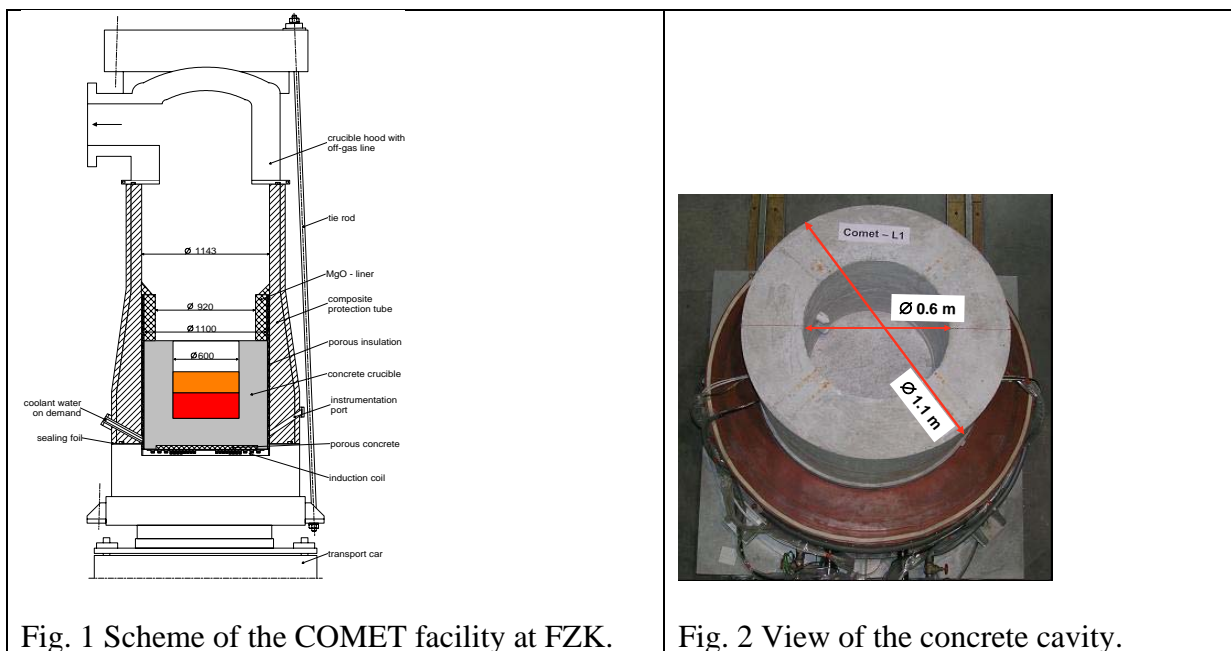 crucible hood with
off-gas line
tie rod
Ø 1143
MgO - liner
Ø 920
composite
protection tube
Ø 1100
porous insulation
Ø600
concrete crucible
instrumentation
port
coolant water
on demand
sealing foil
porous concrete
induction coil
transport car
Fig. 1 Scheme of the COMET facility at FZK.
Comet – L1
Ø 0.6 m
Ø 1.1 m
Fig. 2 View of the concrete cavity.